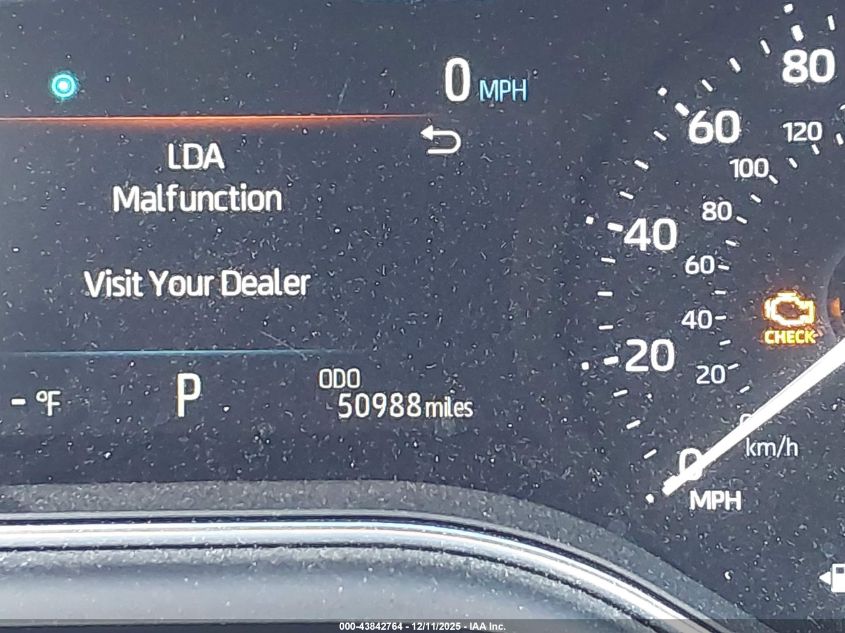 0 MPH
LDA
Malfunction
Visit Your Dealer
- °F
P
ODO
50988 miles
80
60
40
20
0
MPH
120
100
80
60
40
20
0
km/h
CHECK
000-43842764 - 12/11/2025 - IAA Inc.